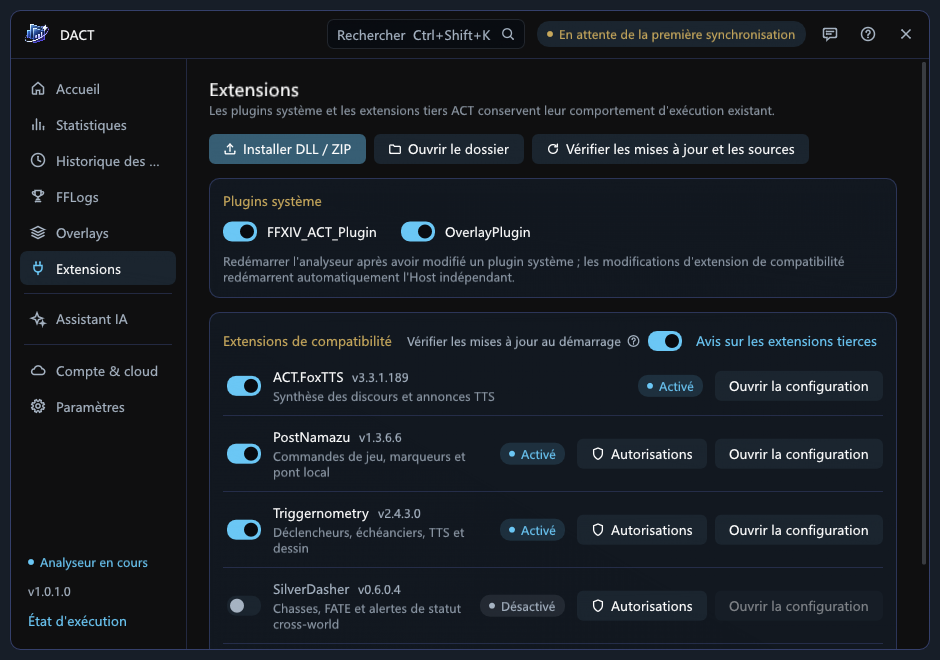 DACT
Rechercher Ctrl+Shift+K
En attente de la première synchronisation
Accueil
Statistiques
Historique des ...
FFLogs
Overlays
Extensions
Assistant IA
Compte & cloud
Paramètres
Analyseur en cours
v1.0.1.0
État d'exécution
Extensions
Les plugins système et les extensions tiers ACT conservent leur comportement d'exécution existant.
Installer DLL / ZIP
Ouvrir le dossier
Vérifier les mises à jour et les sources
Plugins système
FFXIV_ACT_Plugin
OverlayPlugin
Redémarrer l'analyseur après avoir modifié un plugin système ; les modifications d'extension de compatibilité
redémarrent automatiquement l'Host indépendant.
Extensions de compatibilité
Vérifier les mises à jour au démarrage
Avis sur les extensions tierces
ACT.FoxTTS v3.3.1.189
Synthèse des discours et annonces TTS
Activé
Ouvrir la configuration
PostNamazu v1.3.6.6
Commandes de jeu, marqueurs et
pont local
Activé
Autorisations
Ouvrir la configuration
Triggernometry v2.4.3.0
Déclencheurs, échéanciers, TTS et
dessin
Activé
Autorisations
Ouvrir la configuration
SilverDasher v0.6.0.4
Chasses, FATE et alertes de statut
cross-world
Désactivé
Autorisations
Ouvrir la configuration